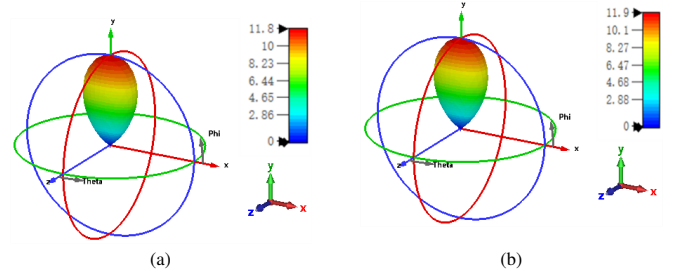 y
11.8
10
8.23
6.44
4.65
2.86
0
Phi
x
z
Theta
y
z
x
(a)
y
11.9
10.1
8.27
6.47
4.67
2.88
0
Phi
x
z
Theta
y
z
x
(b)